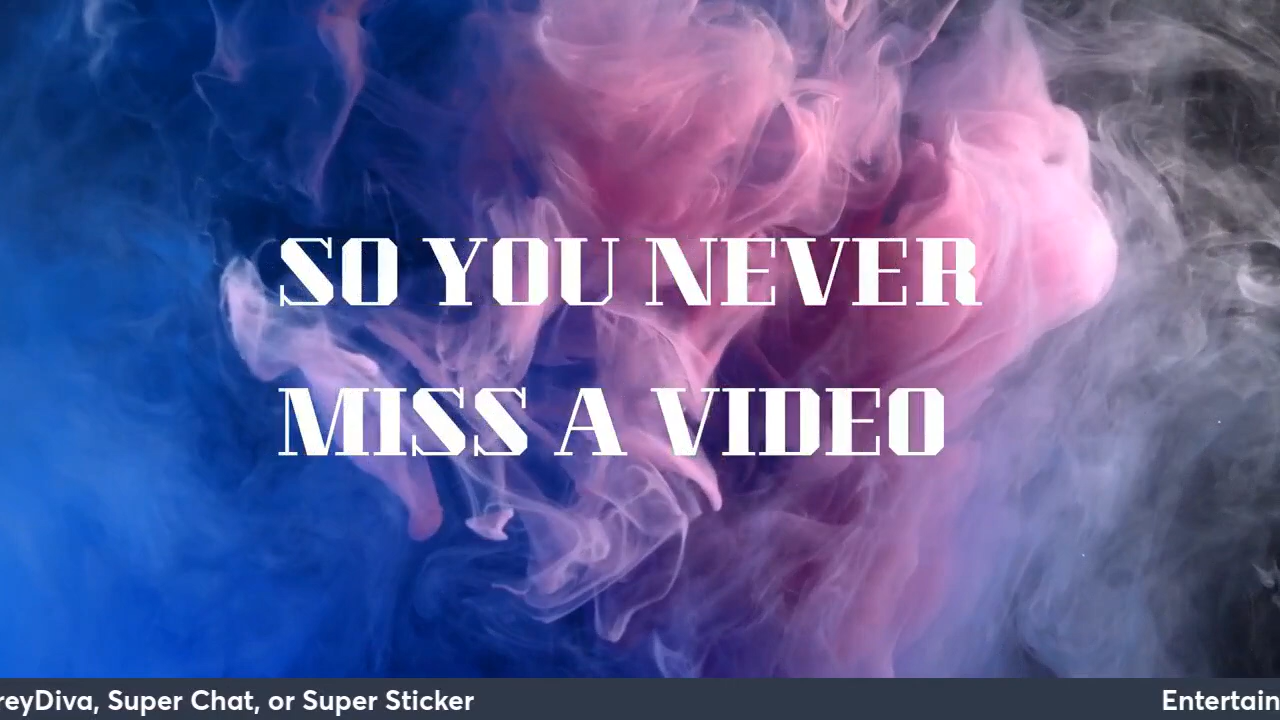 SO YOU NEVER
MISS A VIDEO
reyDiva, Super Chat, or Super Sticker
Entertain